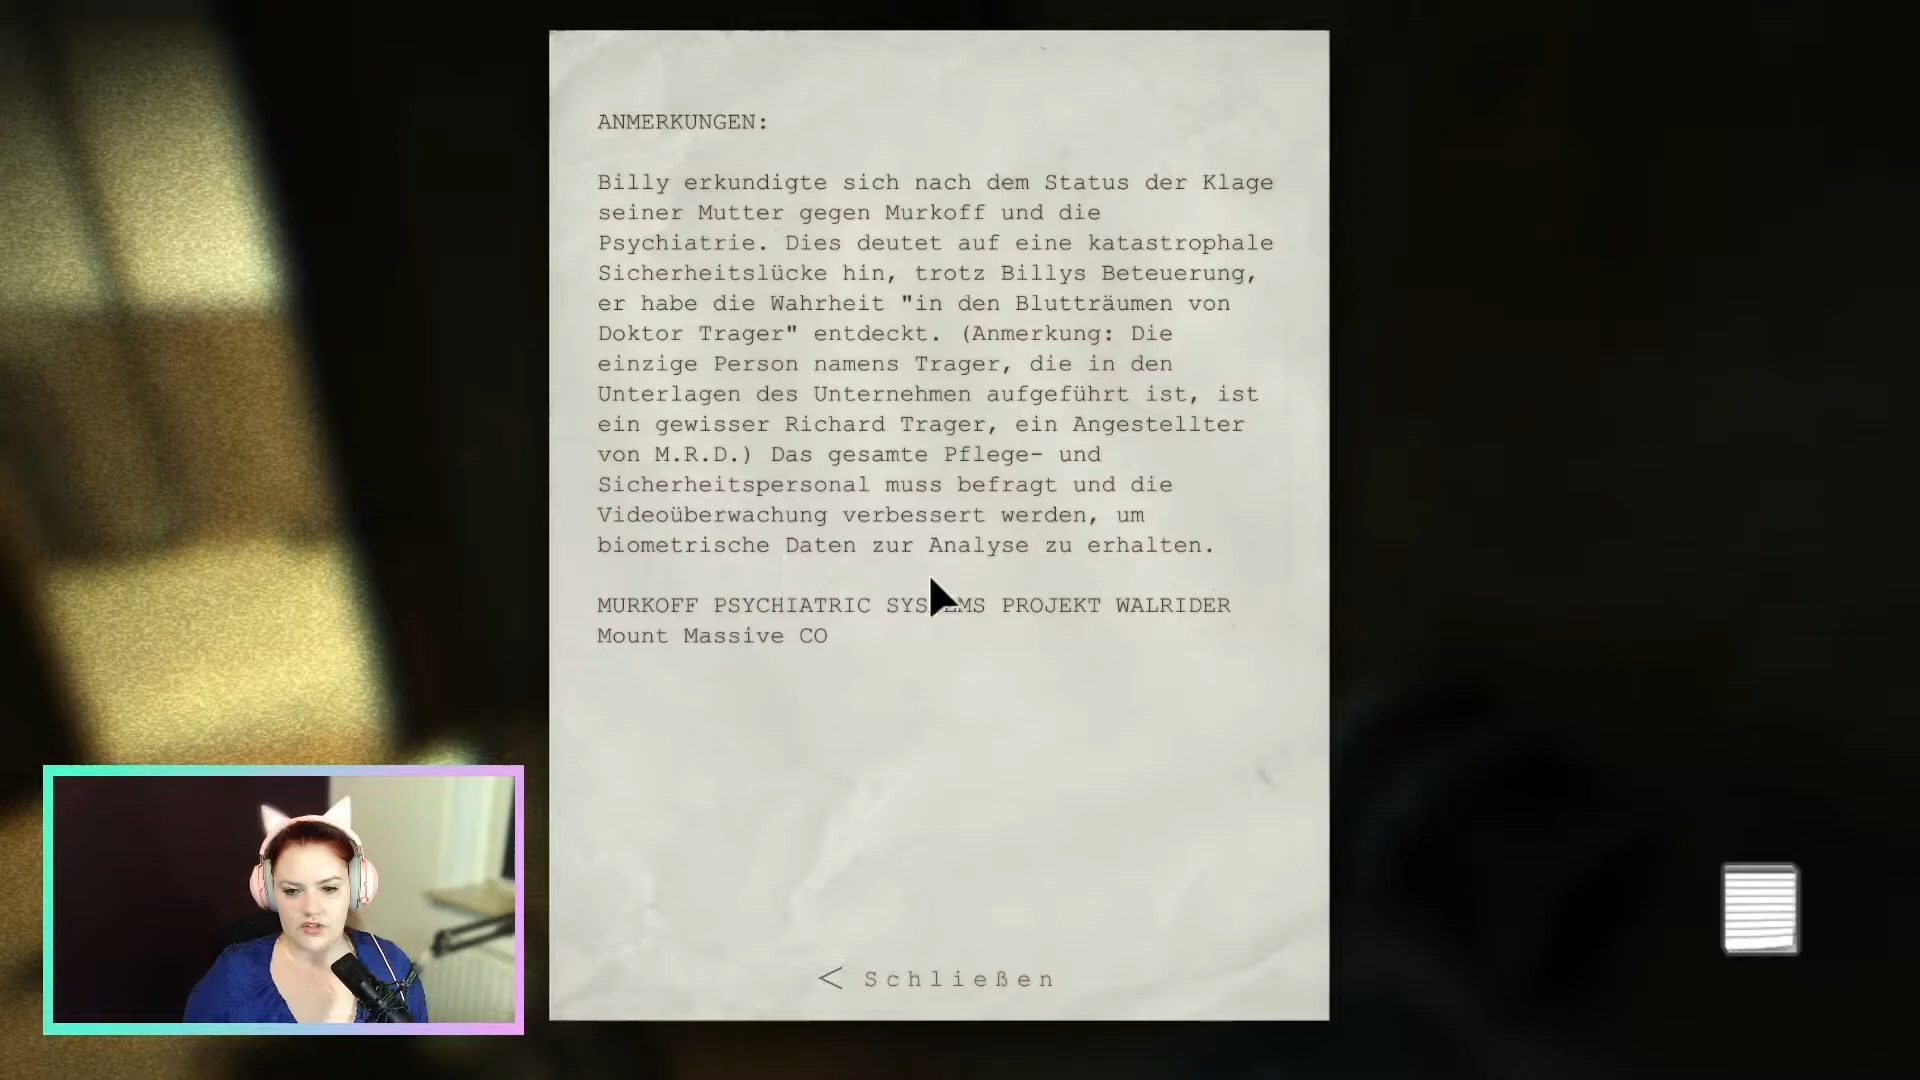 ANMERKUNGEN:
Billy erkundigte sich nach dem Status der Klage
seiner Mutter gegen Murkoff und die
Psychiatrie. Dies deutet auf eine katastrophale
Sicherheitslücke hin, trotz Billys Beteuerung,
er habe die Wahrheit "in den Blutträumen von
Doktor Trager" entdeckt. (Anmerkung: Die
einzige Person namens Trager, die in den
Unterlagen des Unternehmen aufgeführt ist, ist
ein gewisser Richard Trager, ein Angestellter
von M.R.D.) Das gesamte Pflege- und
Sicherheitspersonal muss befragt und die
Videoüberwachung verbessert werden, um
biometrische Daten zur Analyse zu erhalten.
MURKOFF PSYCHIATRIC SYSTEMS PROJEKT WALRIDER
Mount Massive CO
< Schließen